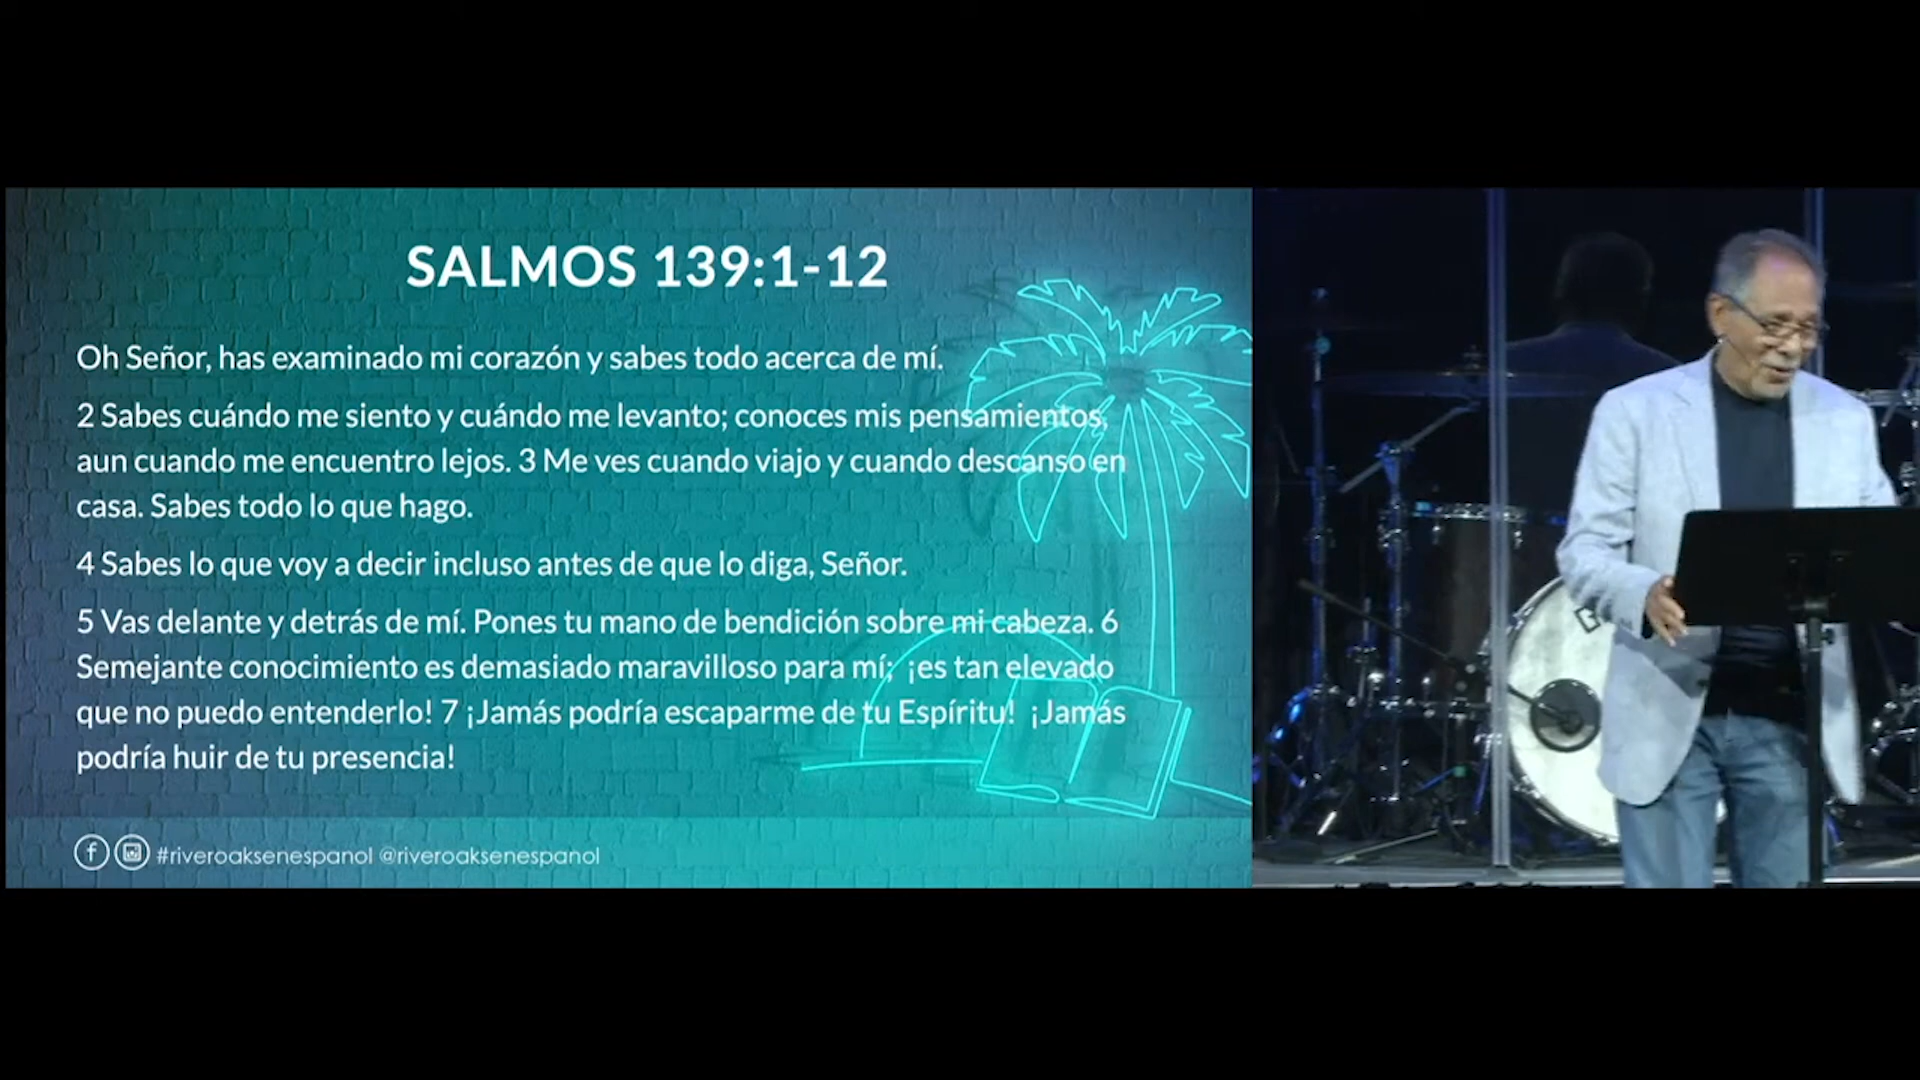 SALMOS 139:1-12
Oh Señor, has examinado mi corazón y sabes todo acerca de mí.
2 Sabes cuándo me siento y cuándo me levanto; conoces mis pensamientos,
aun cuando me encuentro lejos. 3 Me ves cuando viajo y cuando descanso en
casa. Sabes todo lo que hago.
4 Sabes lo que voy a decir incluso antes de que lo diga, Señor.
5 Vas delante y detrás de mí. Pones tu mano de bendición sobre mi cabeza. 6
Semejante conocimiento es demasiado maravilloso para mí; ¡es tan elevado
que no puedo entenderlo! 7 ¡Jamás podría escaparme de tu Espíritu! ¡Jamás
podría huir de tu presencia!
#riveroaksenespanol @riveroaksenespanol